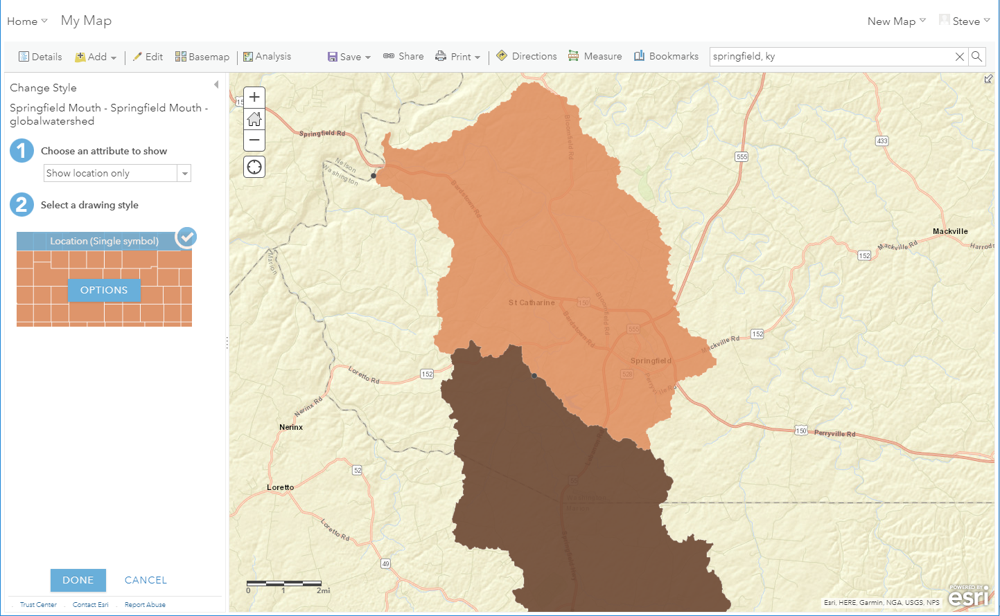 Home My Map New Map Steve
Details Add Edit Basemap Analysis Save Share Print Directions Measure Bookmarks springfield, ky
Change Style
Springfield Mouth - Springfield Mouth -
globalwatershed
1 Choose an attribute to show
Show location only
2 Select a drawing style
Location (Single symbol)
OPTIONS
DONE CANCEL
Trust Center Contact Esri Report Abuse
+
−
Springfield Rd
Bloomfield Rd
433
555
Nelson
Washington
Bardstown Rd
Mackville
Mackville Rd
Harrods
152
Marion
St Catharine
150
Bloomfield Rd
Bardstown Rd
555
152
Mackville Rd
Springfield
528
Perryville Rd
152
Loretto Rd
Nerinx Rd
Nerinx
150
Perryville Rd
52
Loretto
Loretto Rd
Washington
Marion
Springfield Hwy
49
0 1 2mi
Esri, HERE, Garmin, NGA, USGS, NPS
POWERED BY
esri